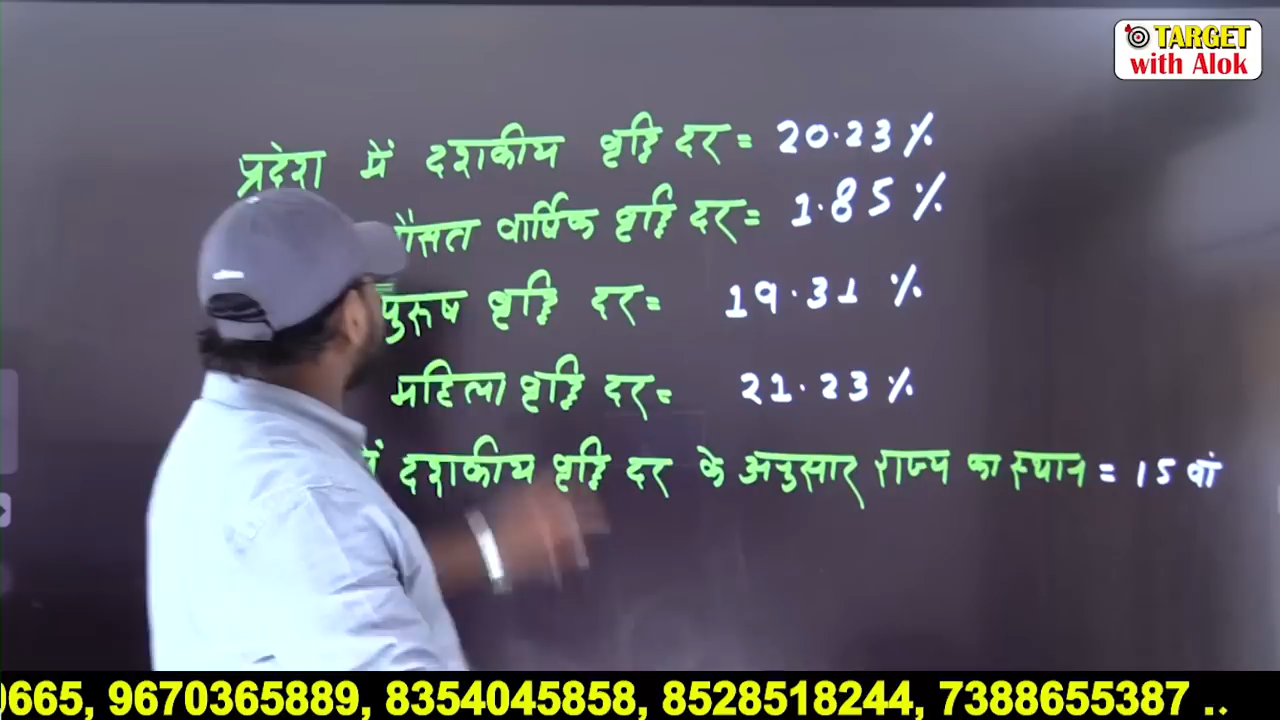 TARGET
with Alok
प्रदेश में दशकीय वृद्धि दर = 20.23 %
औसत वार्षिक वृद्धि दर = 1.85 %
पुरुष वृद्धि दर = 19.31 %
महिला वृद्धि दर = 21.23 %
में दशकीय वृद्धि दर के अनुसार राज्य का स्थान = 15 वां
0665, 9670365889, 8354045858, 8528518244, 7388655387 ..